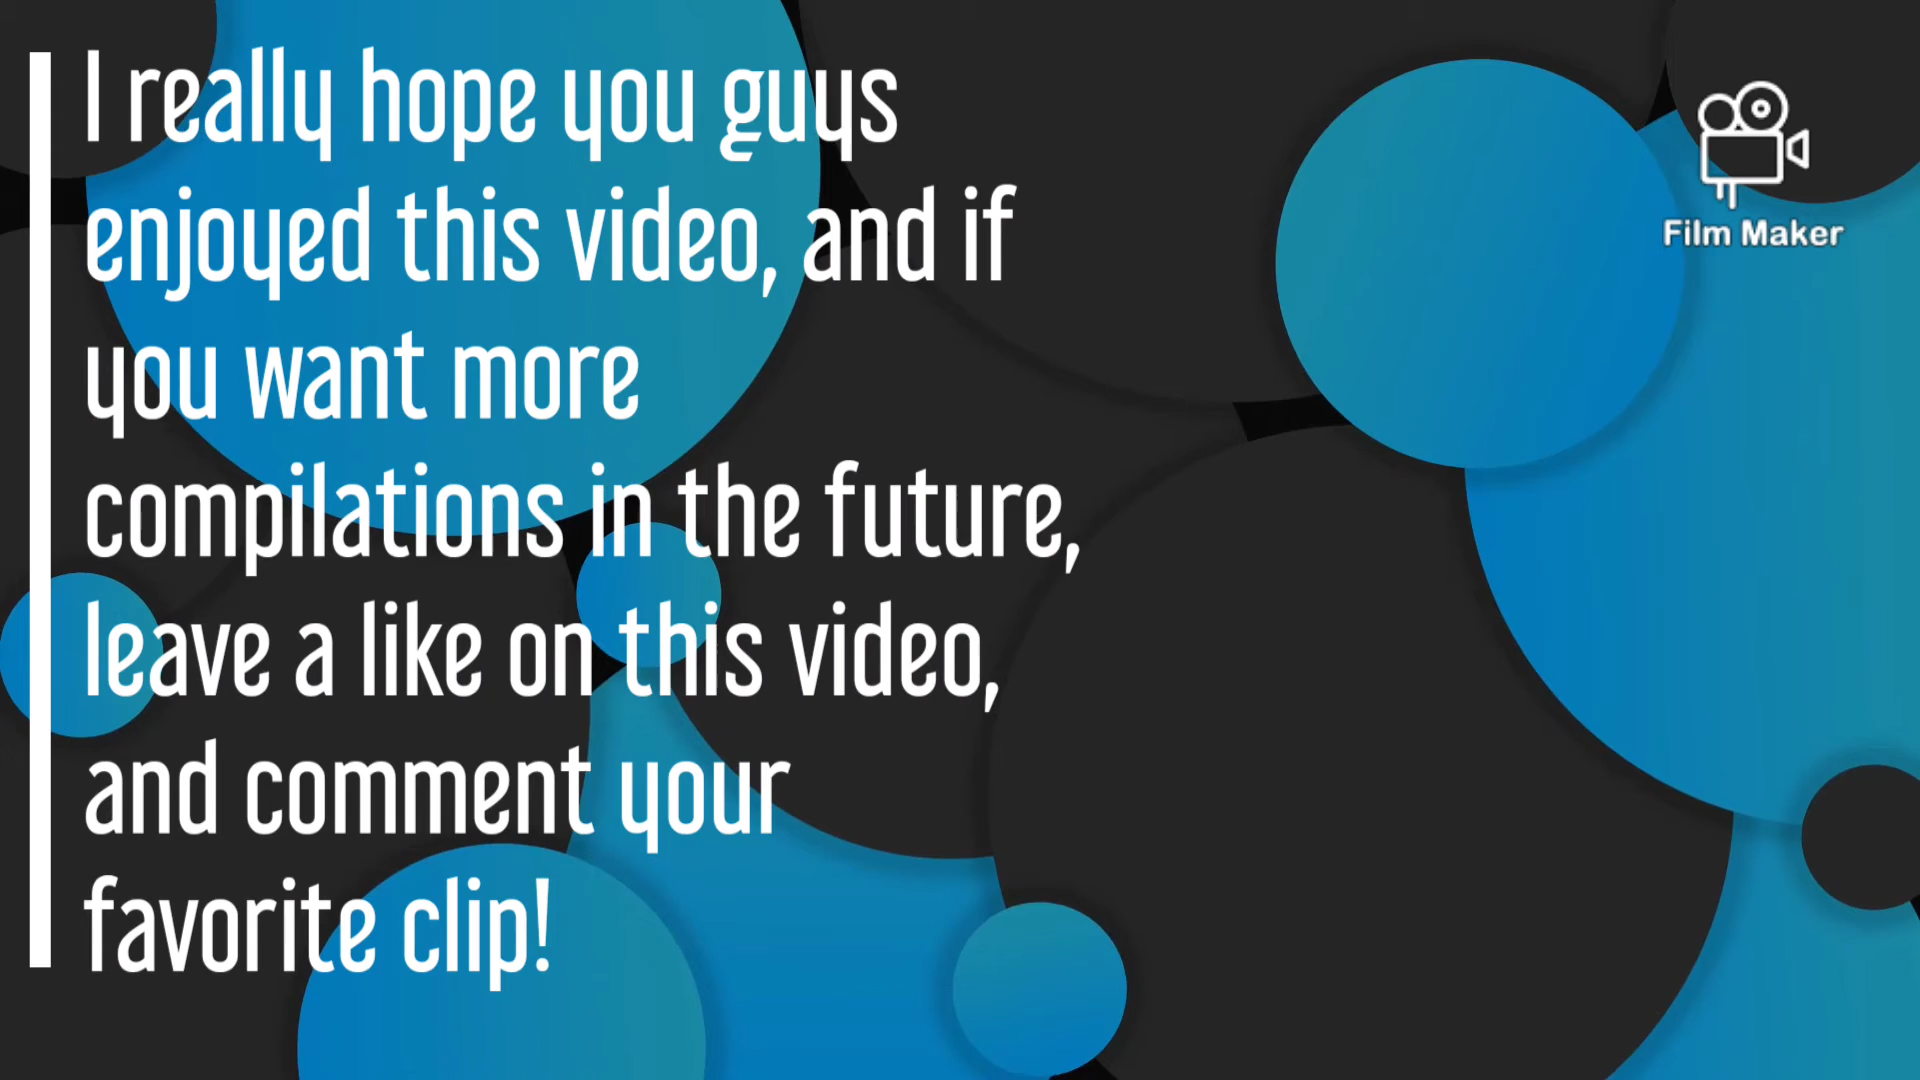 I really hope you guys
enjoyed this video, and if
you want more
compilations in the future,
leave a like on this video,
and comment your
favorite clip!
Film Maker